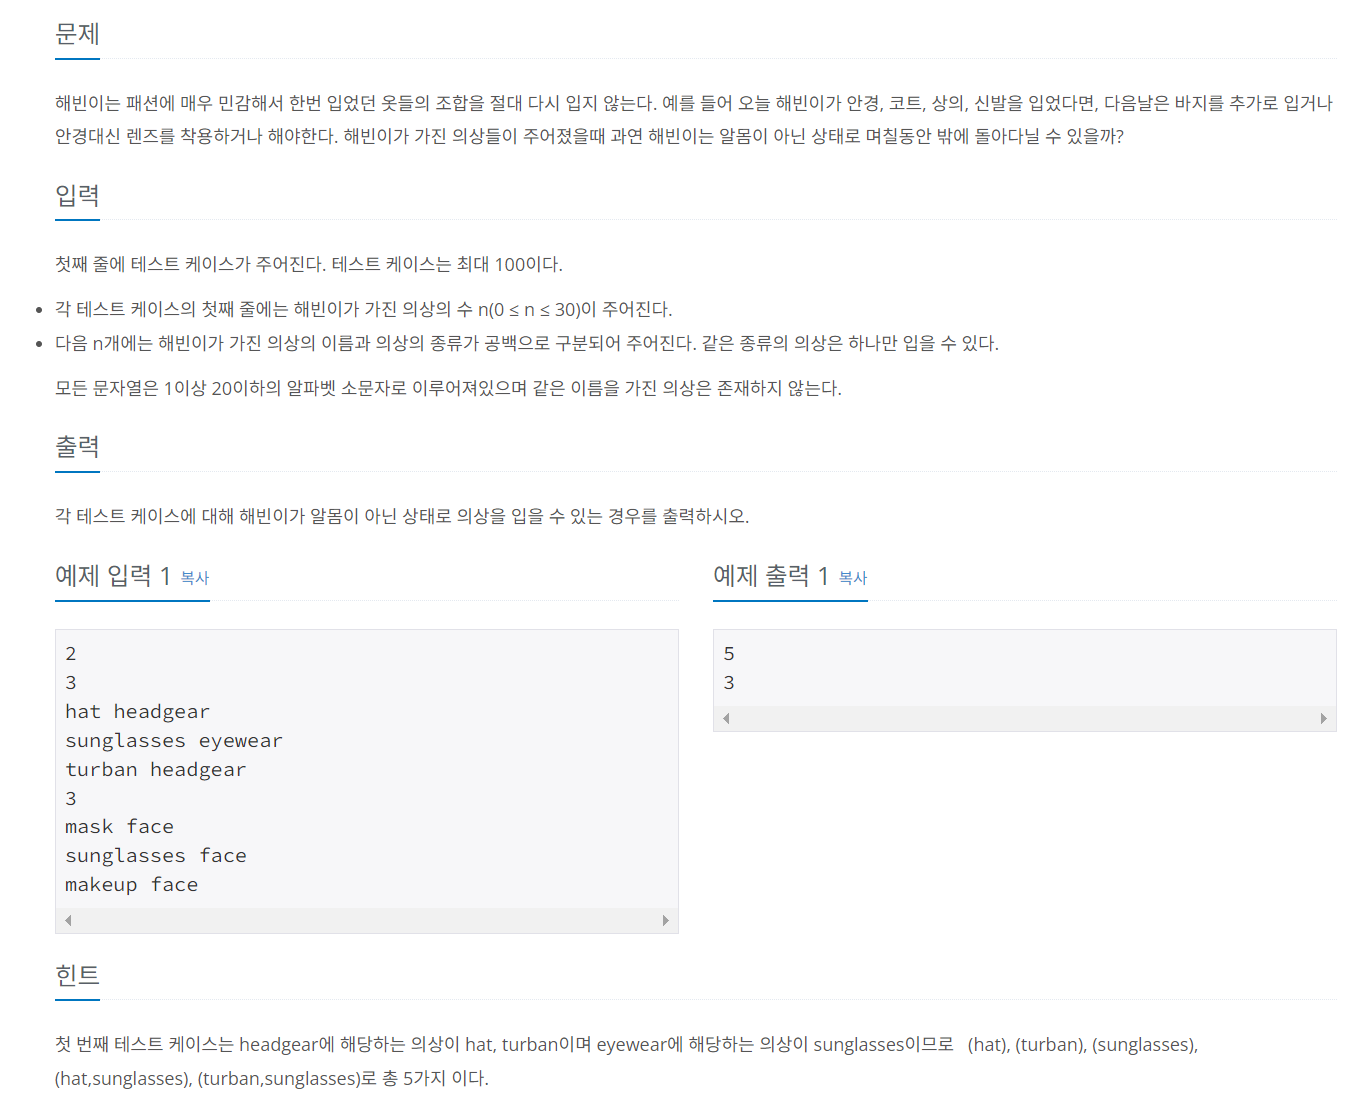 문제
해빈이는 패션에 매우 민감해서 한번 입었던 옷들의 조합을 절대 다시 입지 않는다. 예를 들어 오늘 해빈이가 안경, 코트, 상의, 신발을 입었다면, 다음날은 바지를 추가로 입거나
안경대신 렌즈를 착용하거나 해야한다. 해빈이가 가진 의상들이 주어졌을때 과연 해빈이는 알몸이 아닌 상태로 며칠동안 밖에 돌아다닐 수 있을까?
입력
첫째 줄에 테스트 케이스가 주어진다. 테스트 케이스는 최대 100이다.
• 각 테스트 케이스의 첫째 줄에는 해빈이가 가진 의상의 수 n(0 ≤ n ≤ 30)이 주어진다.
• 다음 n개에는 해빈이가 가진 의상의 이름과 의상의 종류가 공백으로 구분되어 주어진다. 같은 종류의 의상은 하나만 입을 수 있다.
모든 문자열은 1이상 20이하의 알파벳 소문자로 이루어져있으며 같은 이름을 가진 의상은 존재하지 않는다.
출력
각 테스트 케이스에 대해 해빈이가 알몸이 아닌 상태로 의상을 입을 수 있는 경우를 출력하시오.
예제 입력 1 복사
2
3
hat headgear
sunglasses eyewear
turban headgear
3
mask face
sunglasses face
makeup face
예제 출력 1 복사
5
3
힌트
첫 번째 테스트 케이스는 headgear에 해당하는 의상이 hat, turban이며 eyewear에 해당하는 의상이 sunglasses이므로 (hat), (turban), (sunglasses),
(hat,sunglasses), (turban,sunglasses)로 총 5가지 이다.